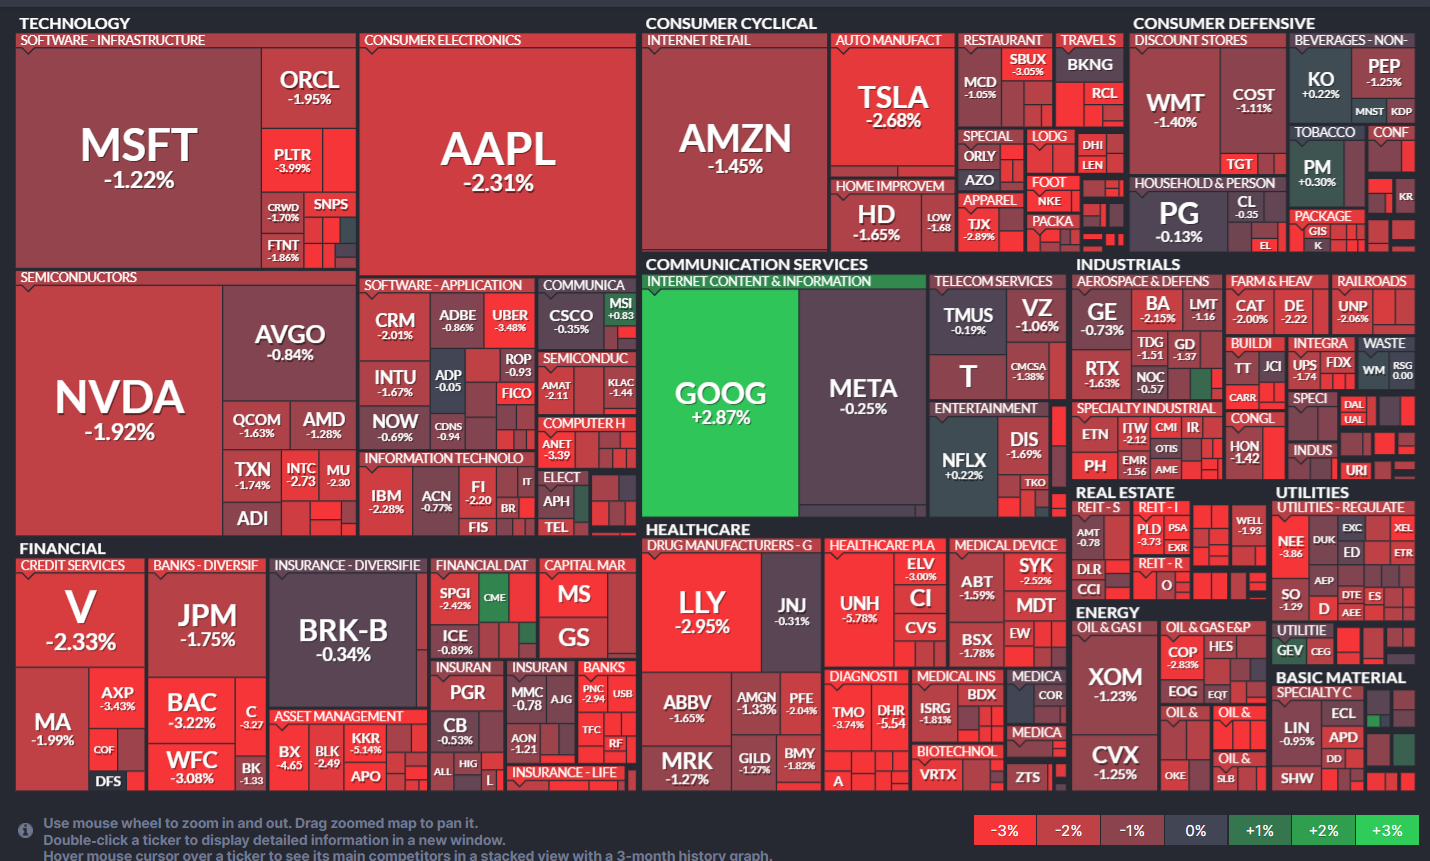 TECHNOLOGY
SOFTWARE - INFRASTRUCTURE
MSFT
-1.22%
ORCL
-1.95%
PLTR
-3.99%
CRWD
-1.70%
SNPS
FTNT
-1.86%
CONSUMER ELECTRONICS
AAPL
-2.31%
SEMICONDUCTORS
NVDA
-1.92%
AVGO
-0.84%
QCOM
-1.63%
AMD
-1.28%
TXN
-1.74%
INTC
-2.73
MU
-2.30
ADI
SOFTWARE - APPLICATION
CRM
-2.01%
ADBE
-0.86%
UBER
-3.48%
INTU
-1.67%
ADP
-0.05
ROP
-0.93
FICO
NOW
-0.69%
CDNS
-0.94
COMMUNICA
CSCO
-0.35%
MSI
+0.83
SEMICONDUC
AMAT
-2.11
KLAC
-1.44
COMPUTER H
ANET
-3.39
INFORMATION TECHNOLO
IBM
-2.28%
ACN
-0.77%
FI
-2.20
IT
BR
FIS
ELECT
APH
TEL
CONSUMER CYCLICAL
INTERNET RETAIL
AMZN
-1.45%
AUTO MANUFACT
TSLA
-2.68%
HOME IMPROVEM
HD
-1.65%
LOW
-1.68
RESTAURANT
MCD
-1.05%
SBUX
-3.05%
TRAVEL S
BKNG
RCL
SPECIAL
ORLY
AZO
LODG
DHI
LEN
APPAREL
TJX
-2.89%
FOOT
NKE
PACKA
CONSUMER DEFENSIVE
DISCOUNT STORES
WMT
-1.40%
COST
-1.11%
TGT
BEVERAGES - NON-
KO
+0.22%
PEP
-1.25%
MNST
KDP
TOBACCO
PM
+0.30%
CONF
KR
HOUSEHOLD & PERSON
PG
-0.13%
CL
-0.35
EL
PACKAGE
GIS
K
COMMUNICATION SERVICES
INTERNET CONTENT & INFORMATION
GOOG
+2.87%
META
-0.25%
TELECOM SERVICES
TMUS
-0.19%
VZ
-1.06%
T
CMCSA
-1.38%
ENTERTAINMENT
NFLX
+0.22%
DIS
-1.69%
TKO
INDUSTRIALS
AEROSPACE & DEFENS
GE
-0.73%
BA
-2.15%
LMT
-1.16
RTX
-1.63%
TDG
-1.51
GD
-1.37
NOC
-0.57
FARM & HEAV
CAT
-2.00%
DE
-2.22
RAILROADS
UNP
-2.06%
BUILDI
TT
JCI
CARR
INTEGRA
UPS
-1.74
FDX
WASTE
WM
RSG
0.00
SPECI
DAL
UAL
SPECIALTY INDUSTRIAL
ETN
ITW
-2.12
CMI
IR
PH
EMR
-1.56
OTIS
AME
CONGL
HON
-1.42
INDUS
URI
FINANCIAL
CREDIT SERVICES
V
-2.33%
MA
-1.99%
AXP
-3.43%
COF
DFS
BANKS - DIVERSIF
JPM
-1.75%
BAC
-3.22%
C
-3.27
WFC
-3.08%
BK
-1.33
INSURANCE - DIVERSIFIE
BRK-B
-0.34%
ASSET MANAGEMENT
BX
-4.65
BLK
-2.49
KKR
-5.14%
APO
FINANCIAL DAT
SPGI
-2.42%
CME
ICE
-0.89%
CAPITAL MAR
MS
GS
INSURAN
PGR
CB
-0.53%
ALL
HIG
L
INSURAN
MMC
-0.78
AJG
AON
-1.21
BANKS
PNC
-2.94
USB
TFC
RF
INSURANCE - LIFE
HEALTHCARE
DRUG MANUFACTURERS - G
LLY
-2.95%
JNJ
-0.31%
ABBV
-1.65%
AMGN
-1.33%
PFE
-2.04%
MRK
-1.27%
GILD
-1.27%
BMY
-1.82%
HEALTHCARE PLA
UNH
-5.78%
ELV
-3.00%
CI
CVS
MEDICAL DEVICE
ABT
-1.59%
SYK
-2.52%
MDT
BSX
-1.78%
EW
DIAGNOSTI
TMO
-3.74%
DHR
-5.54
A
MEDICAL INS
ISRG
-1.81%
BDX
BIOTECHNOL
VRTX
MEDICA
COR
MEDICA
ZTS
REAL ESTATE
REIT - S
AMT
-0.78
DLR
CCI
REIT - I
PLD
-3.73
PSA
EXR
REIT - R
O
WELL
-1.93
UTILITIES
UTILITIES - REGULATE
NEE
-3.86
DUK
EXC
XEL
ED
ETR
SO
-1.29
AEP
D
DTE
ES
AEE
UTILITIE
GEV
CEG
ENERGY
OIL & GAS I
XOM
-1.23%
CVX
-1.25%
OIL & GAS E&P
COP
-2.83%
HES
EOG
EQT
OIL &
OKE
OIL &
OIL &
SLB
BASIC MATERIAL
SPECIALTY C
LIN
-0.95%
ECL
APD
DD
SHW
Use mouse wheel to zoom in and out. Drag zoomed map to pan it.
Double-click a ticker to display detailed information in a new window.
Hover mouse cursor over a ticker to see its main competitors in a stacked view with a 3-month history graph.
-3% -2% -1% 0% +1% +2% +3%